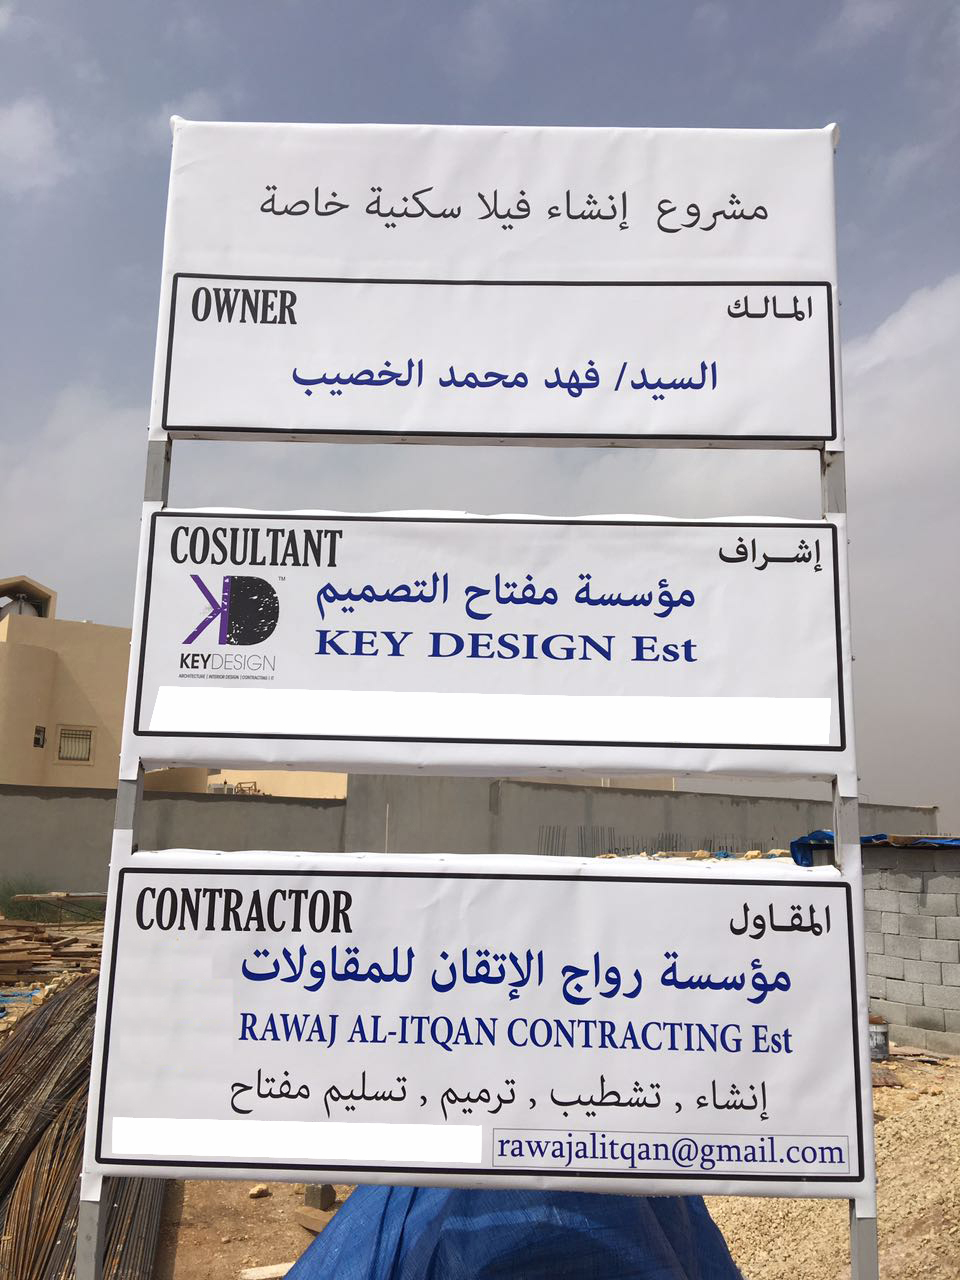 مشروع إنشاء فيلا سكنية خاصة
OWNER المالك
السيد/ فهد محمد الخصيب
COSULTANT إشراف
مؤسسة مفتاح التصميم
KEY DESIGN Est
KD™
KEYDESIGN
ARCHITECTURE | INTERIOR DESIGN | CONTRACTING | IT
CONTRACTOR المقاول
مؤسسة رواج الإتقان للمقاولات
RAWAJ AL-ITQAN CONTRACTING Est
إنشاء , تشطيب , ترميم , تسليم مفتاح
rawajalitqan@gmail.com